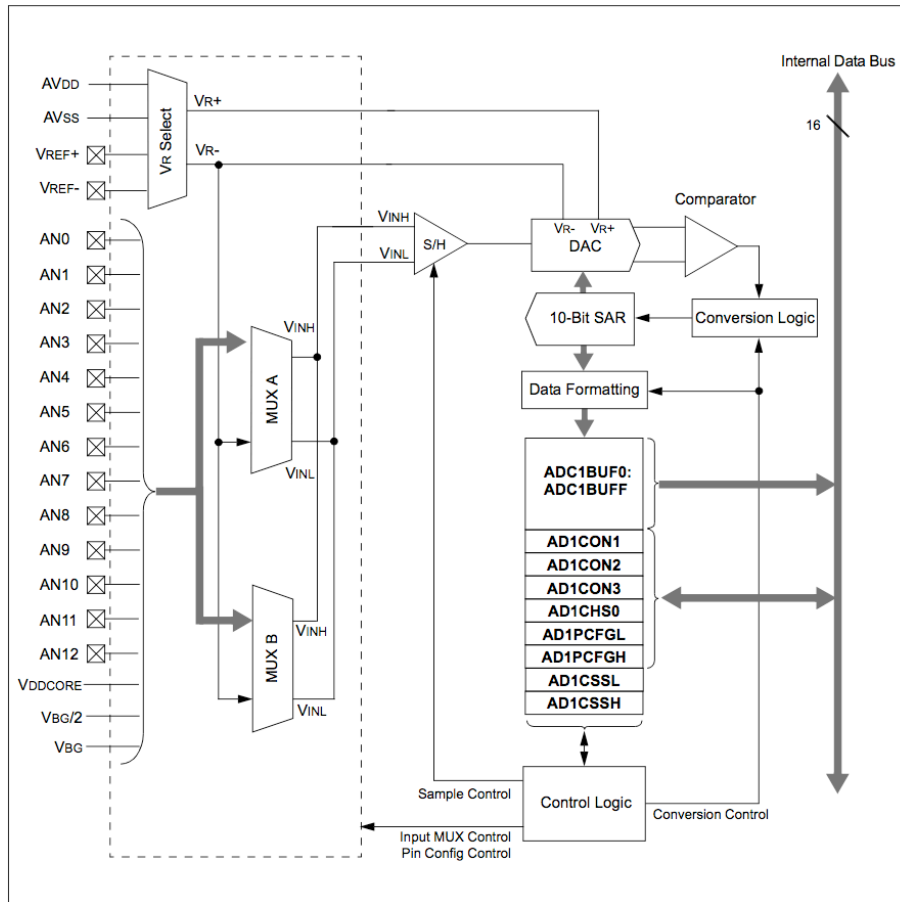 Internal Data Bus
16
AVDD
AVSS
VREF+
VREF-
VR Select
VR+
VR-
Comparator
VINH
VINL
S/H
VR- VR+
DAC
10-Bit SAR
Conversion Logic
Data Formatting
AN0
AN1
AN2
AN3
AN4
AN5
AN6
AN7
AN8
AN9
AN10
AN11
AN12
VDDCORE
VBG/2
VBG
VINH
MUX A
VINL
VINH
MUX B
VINL
ADC1BUF0:
ADC1BUFF
AD1CON1
AD1CON2
AD1CON3
AD1CHS0
AD1PCFGL
AD1PCFGH
AD1CSSL
AD1CSSH
Sample Control
Control Logic
Conversion Control
Input MUX Control
Pin Config Control